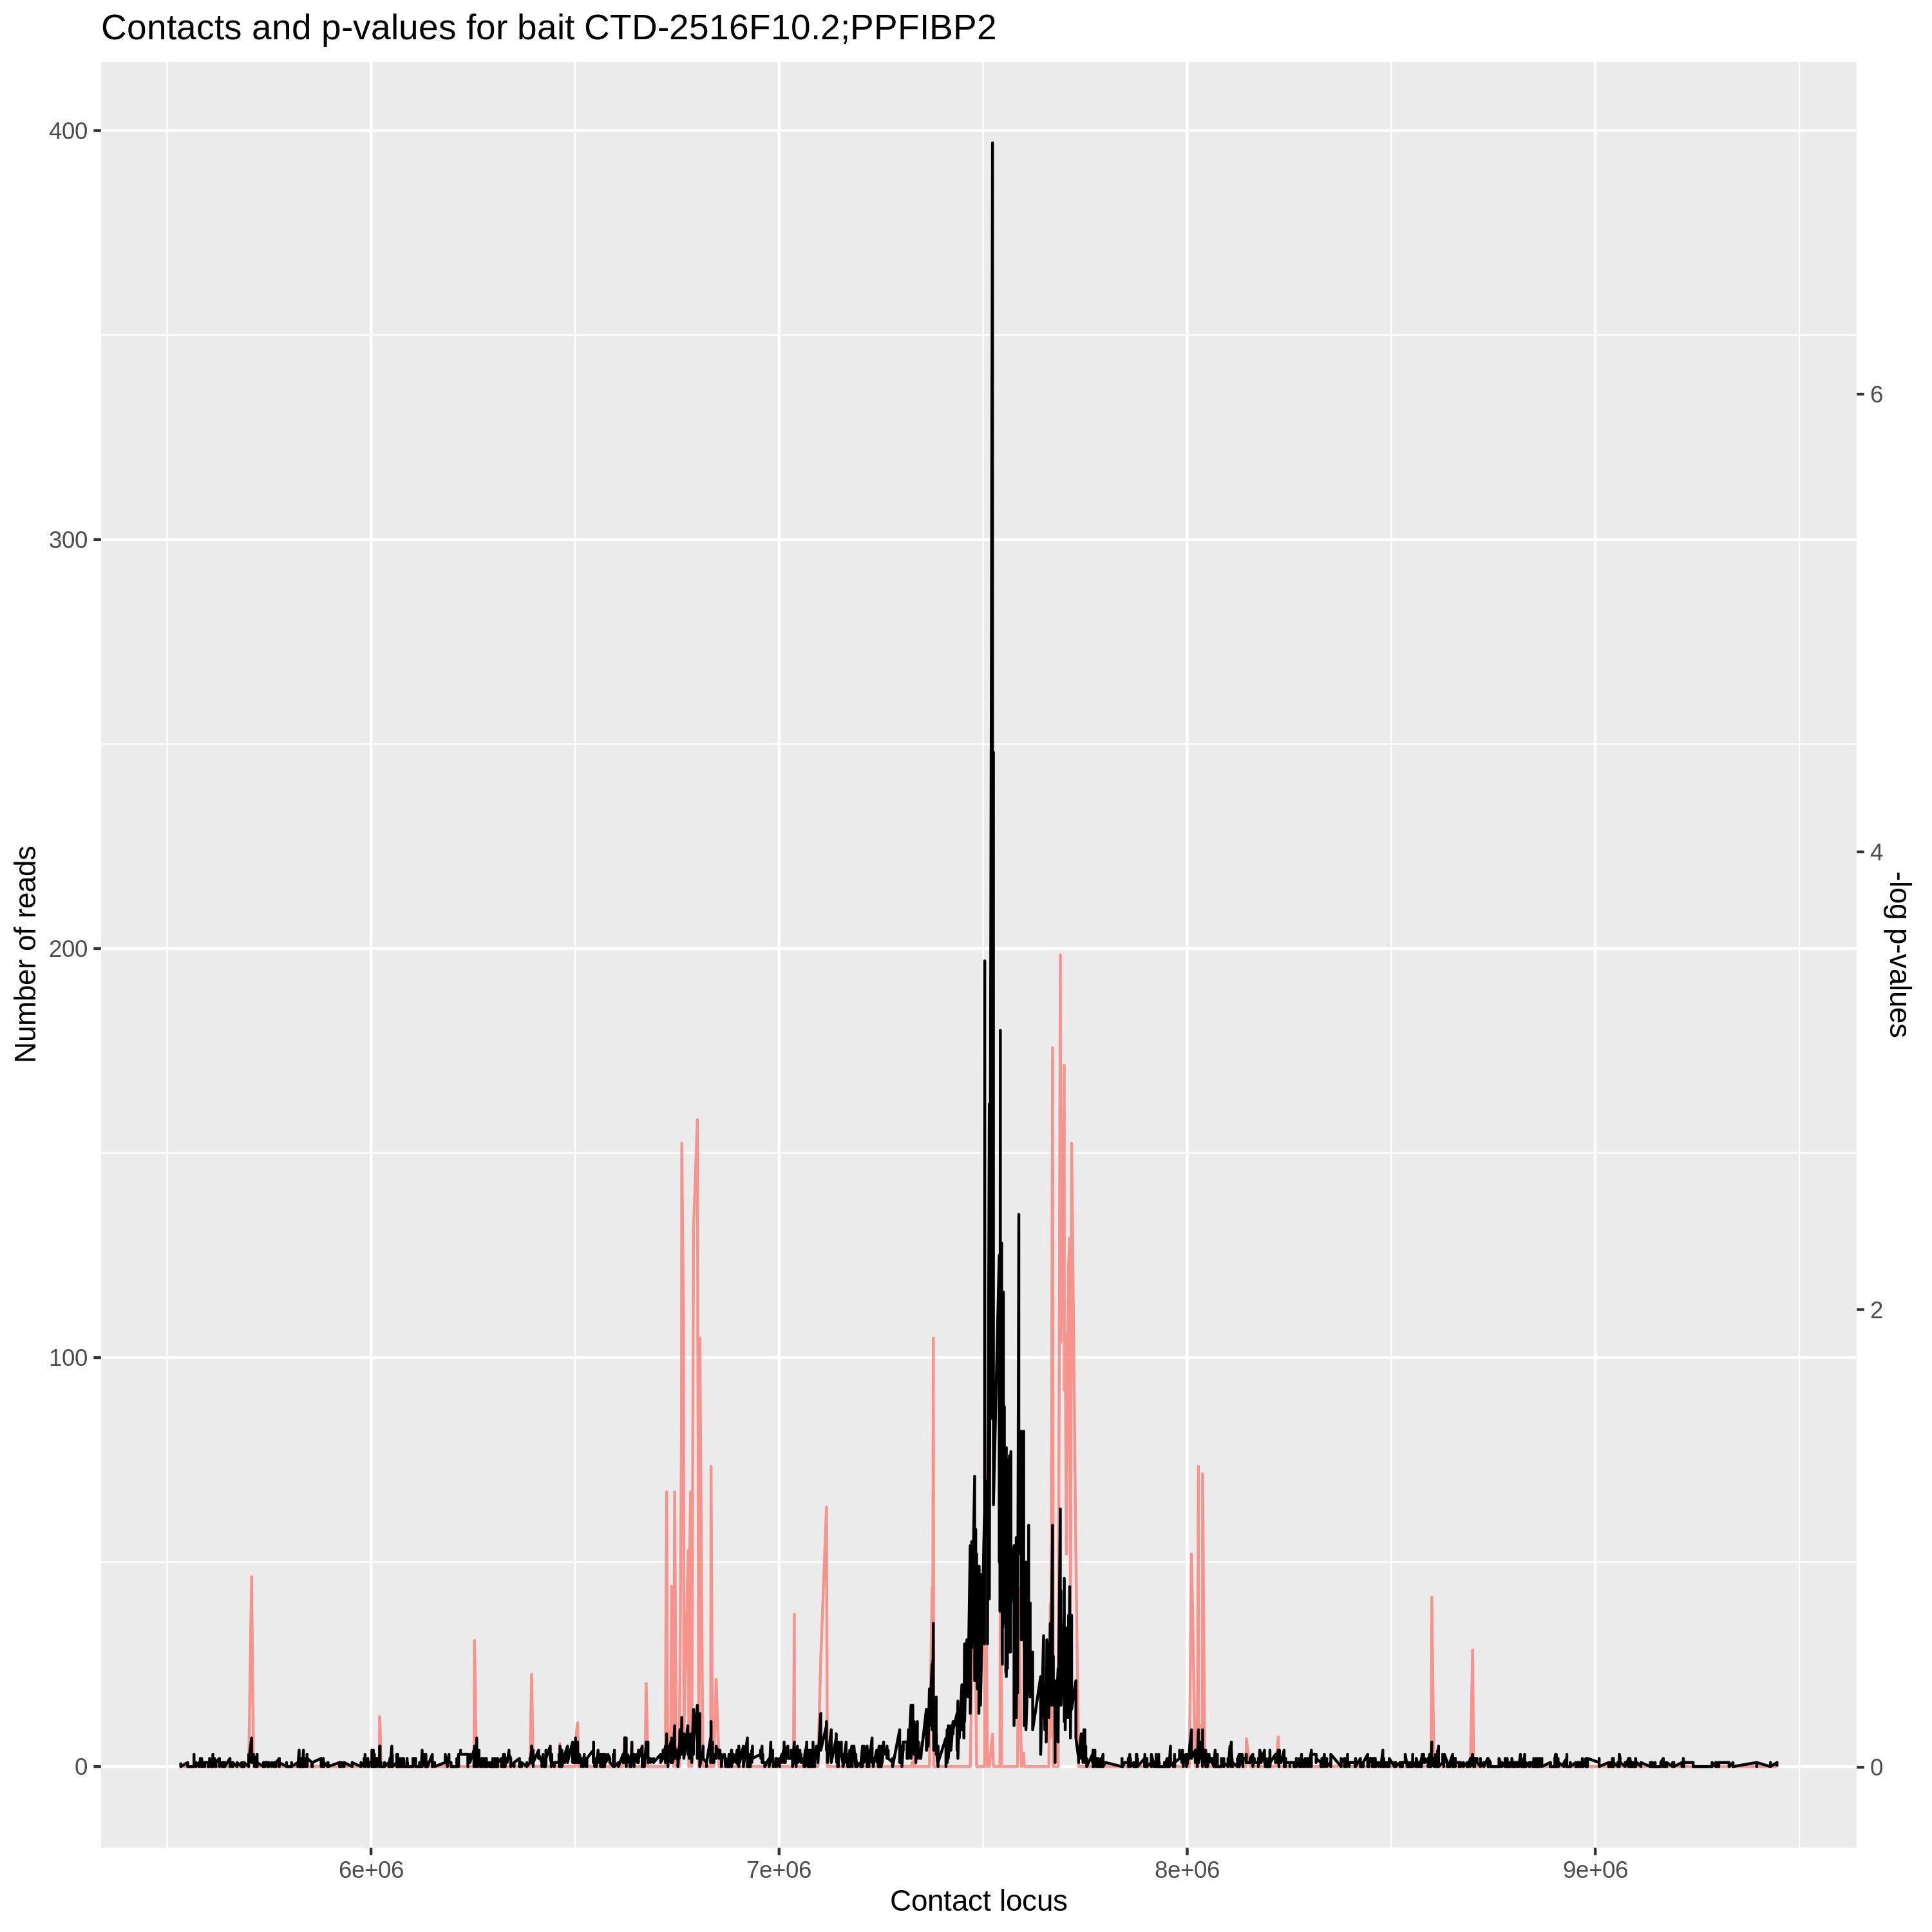 Contacts and p-values for bait CTD-2516F10.2;PPFIBP2
400
300
200
100
0
Number of reads
6
4
2
0
-log p-values
6e+06
7e+06
8e+06
9e+06
Contact locus